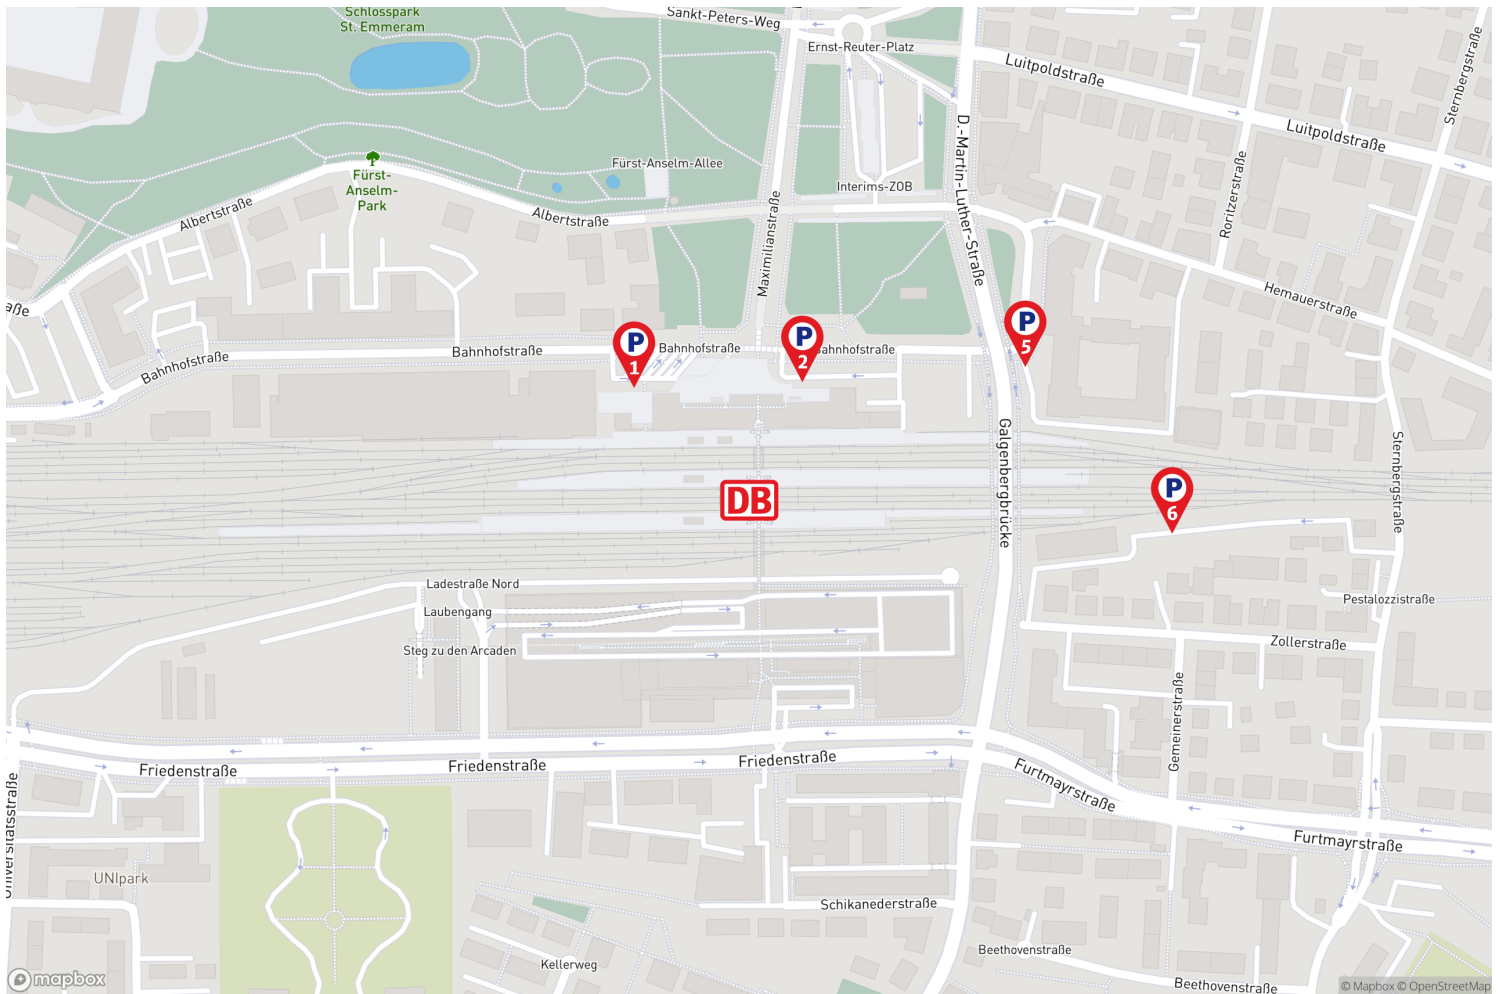 Schlosspark
St. Emmeram
Sankt-Peters-Weg
Ernst-Reuter-Platz
Luitpoldstraße
Sternbergstraße
D.-Martin-Luther-Straße
Luitpoldstraße
Fürst-Anselm-Allee
Fürst-
Anselm-
Park
Interims-ZOB
Roritzerstraße
Albertstraße
Albertstraße
Maximilianstraße
Hemauerstraße
aße
P
1
P
2
P
5
Bahnhofstraße
Bahnhofstraße
Bahnhofstraße
Bahnhofstraße
Galgenbergbrücke
Sternbergstraße
DB
P
6
Ladestraße Nord
Laubengang
Steg zu den Arcaden
Pestalozzistraße
Zollerstraße
Gemeinerstraße
Friedenstraße
Friedenstraße
Friedenstraße
Furtmayrstraße
Furtmayrstraße
Universitätsstraße
UNIpark
Schikanederstraße
Kellerweg
Beethovenstraße
Beethovenstraße
mapbox
© Mapbox © OpenStreetMap